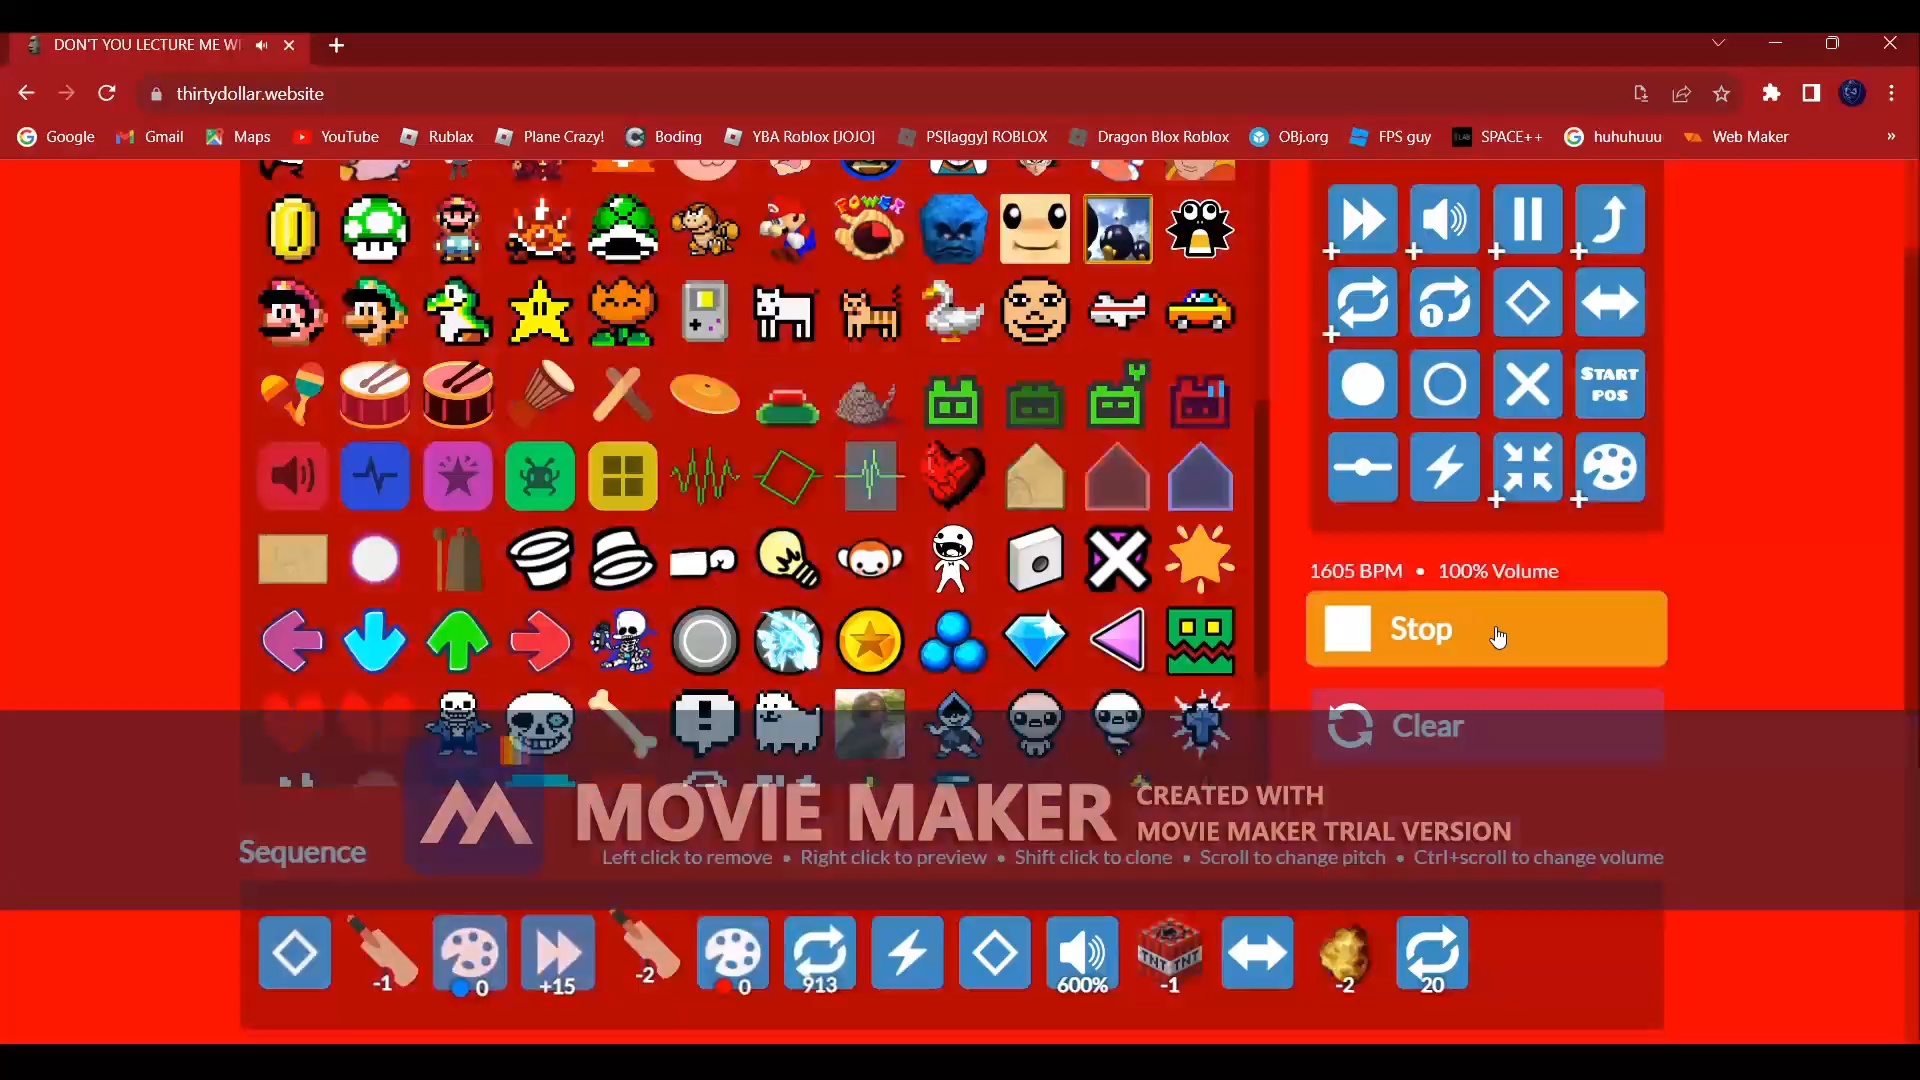 DON'T YOU LECTURE ME WI
thirtydollar.website
Google Gmail Maps YouTube Rublax Plane Crazy! Boding YBA Roblox [JOJO] PS[laggy] ROBLOX Dragon Blox Roblox OBj.org FPS guy SPACE++ huhuhuuu Web Maker »
POWER
1
START
POS
1605 BPM • 100% Volume
Stop
Clear
MOVIE MAKER
CREATED WITH
MOVIE MAKER TRIAL VERSION
Sequence
Left click to remove • Right click to preview • Shift click to clone • Scroll to change pitch • Ctrl+scroll to change volume
TNT TNT
-1 0 +15 -2 0 913 600% -1 -2 20